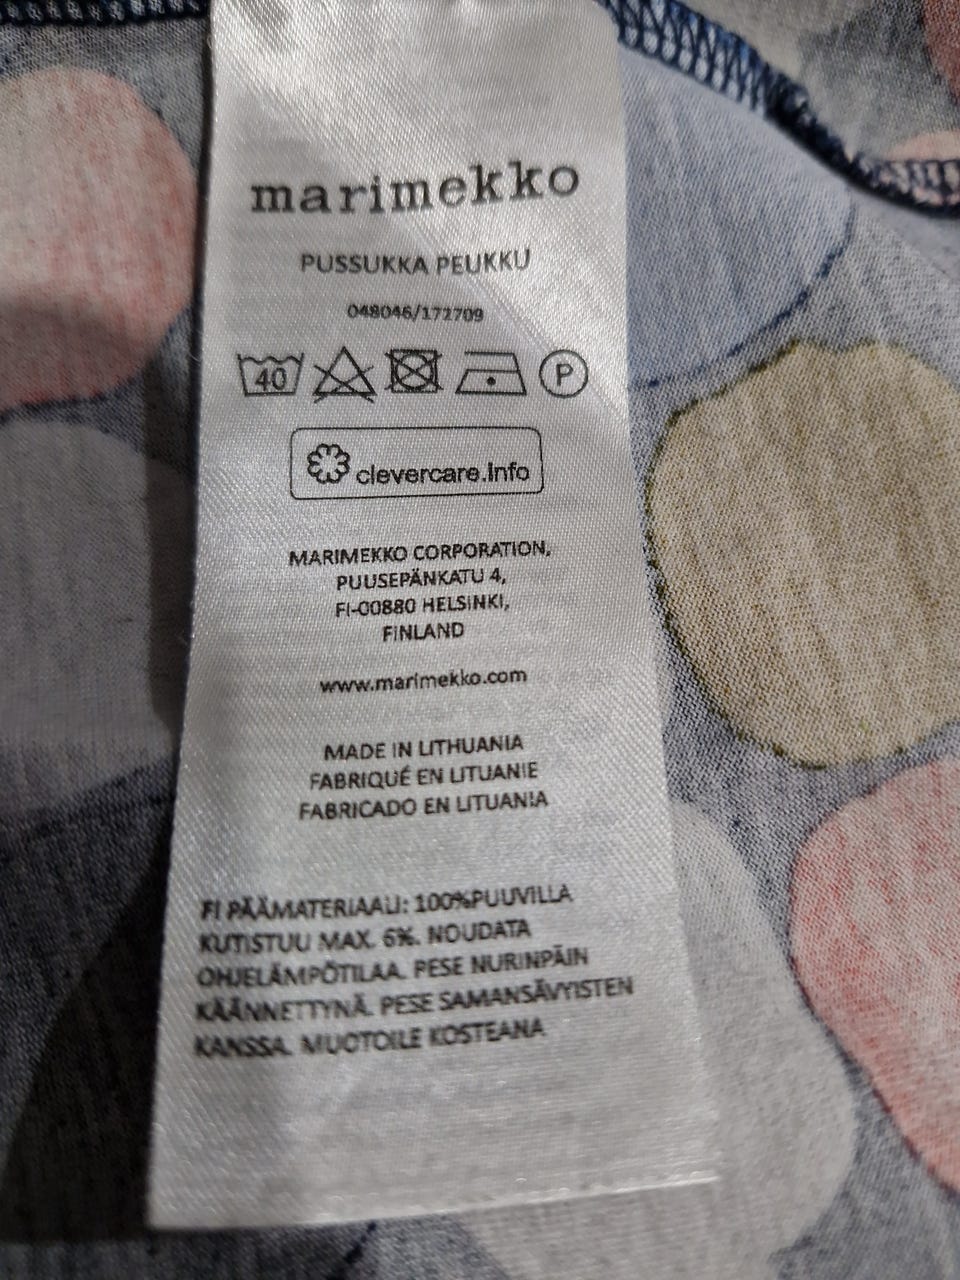 marimekko
PUSSUKKA PEUKKU
048046/172709
40 P
clevercare.info
MARIMEKKO CORPORATION,
PUUSEPÄNKATU 4,
FI-00880 HELSINKI,
FINLAND
www.marimekko.com
MADE IN LITHUANIA
FABRIQUÉ EN LITUANIE
FABRICADO EN LITUANIA
FI PÄÄMATERIAALI: 100%PUUVILLA
KUTISTUU MAX. 6%. NOUDATA
OHJELÄMPÖTILAA. PESE NURINPÄIN
KÄÄNNETTYNÄ. PESE SAMANSÄVYISTEN
KANSSA. MUOTOILE KOSTEANA